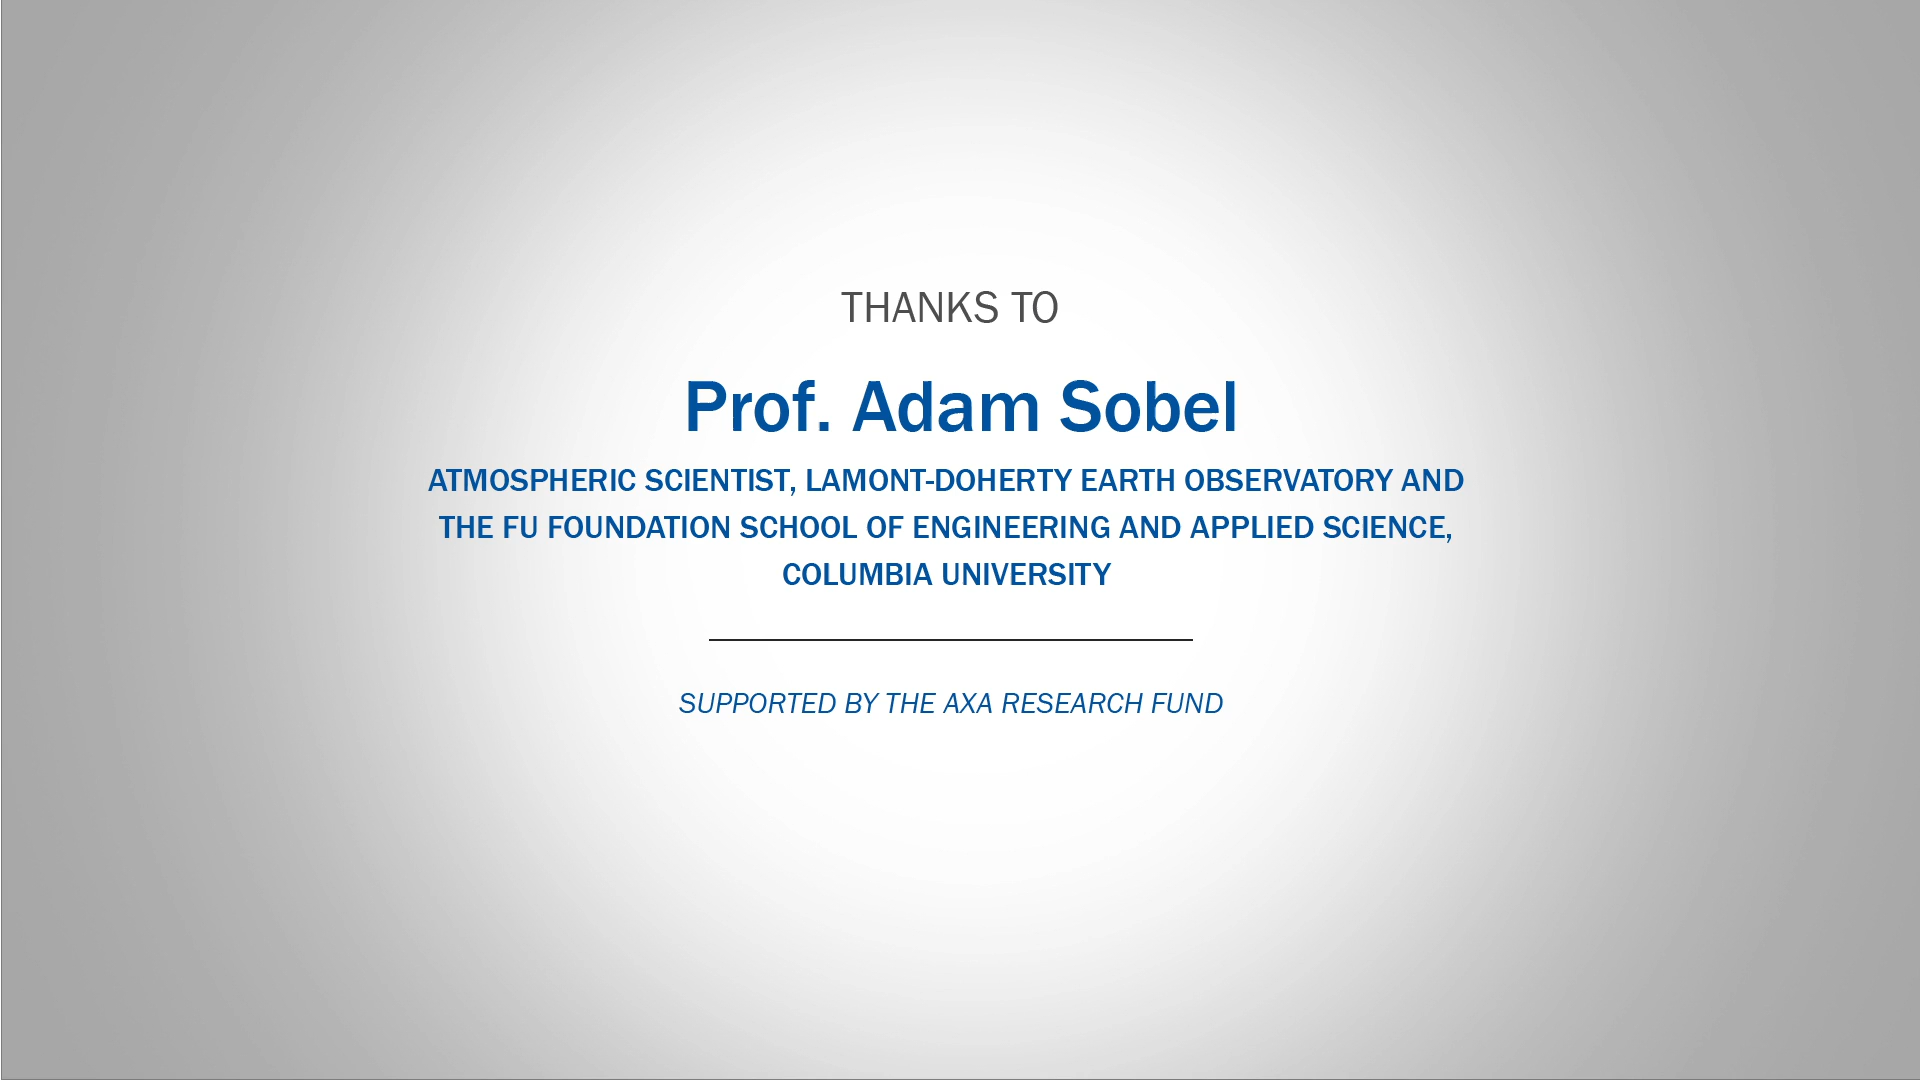 THANKS TO
Prof. Adam Sobel
ATMOSPHERIC SCIENTIST, LAMONT-DOHERTY EARTH OBSERVATORY AND
THE FU FOUNDATION SCHOOL OF ENGINEERING AND APPLIED SCIENCE,
COLUMBIA UNIVERSITY
SUPPORTED BY THE AXA RESEARCH FUND